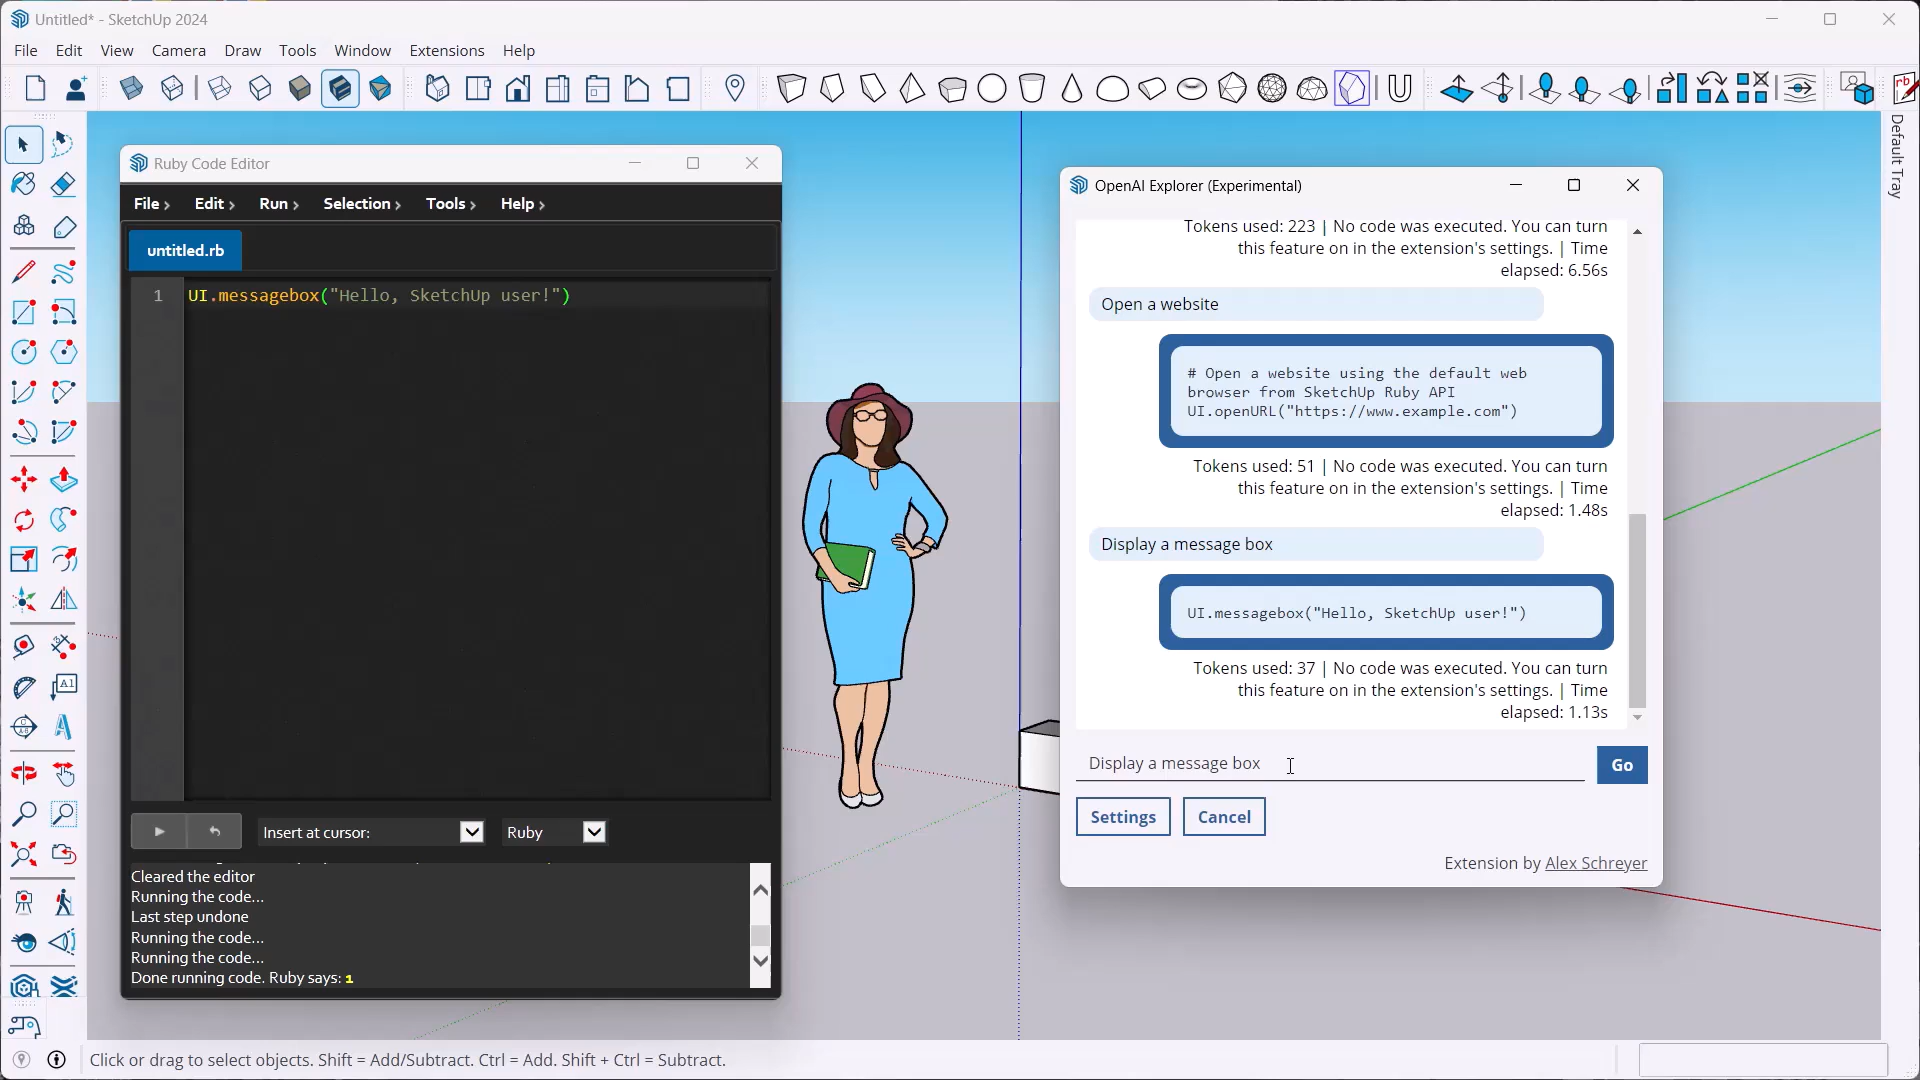 Untitled* - SketchUp 2024
File Edit View Camera Draw Tools Window Extensions Help
Default Tray
A1
Ruby Code Editor
File Edit Run Selection Tools Help
untitled.rb
1 UI.messagebox("Hello, SketchUp user!")
Insert at cursor: Ruby
Cleared the editor
Running the code...
Last step undone
Running the code...
Running the code...
Done running code. Ruby says: 1
OpenAI Explorer (Experimental)
Tokens used: 223 | No code was executed. You can turn
this feature on in the extension's settings. | Time
elapsed: 6.56s
Open a website
# Open a website using the default web
browser from SketchUp Ruby API
UI.openURL("https://www.example.com")
Tokens used: 51 | No code was executed. You can turn
this feature on in the extension's settings. | Time
elapsed: 1.48s
Display a message box
UI.messagebox("Hello, SketchUp user!")
Tokens used: 37 | No code was executed. You can turn
this feature on in the extension's settings. | Time
elapsed: 1.13s
Display a message box
Go
Settings Cancel
Extension by Alex Schreyer
Click or drag to select objects. Shift = Add/Subtract. Ctrl = Add. Shift + Ctrl = Subtract.